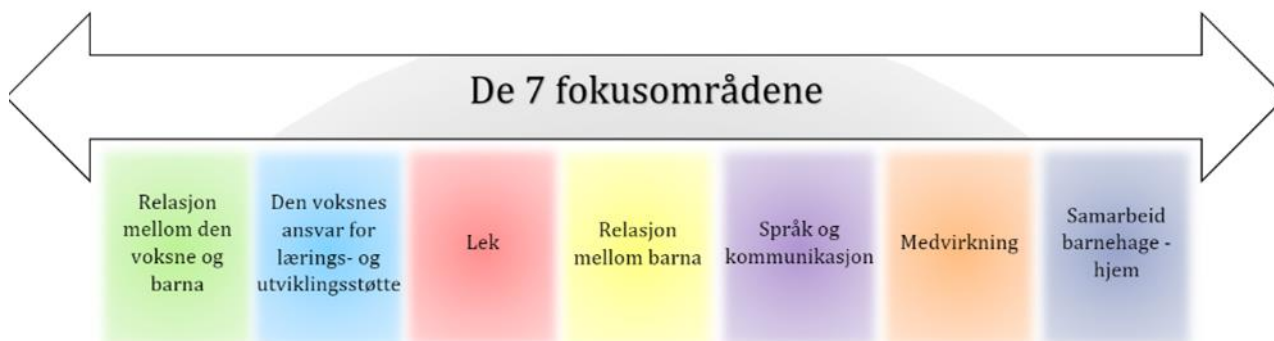 De 7 fokusområdene
Relasjon
mellom den
voksne og
barna
Den voksnes
ansvar for
lærings- og
utviklingsstøtte
Lek
Relasjon
mellom barna
Språk og
kommunikasjon
Medvirkning
Samarbeid
barnehage -
hjem